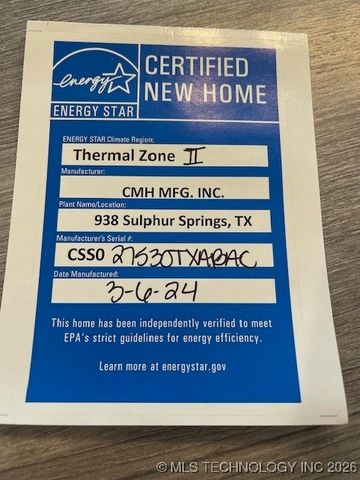 energy
ENERGY STAR
CERTIFIED
NEW HOME
ENERGY STAR Climate Region:
Thermal Zone II
Manufacturer:
CMH MFG. INC.
Plant Name/Location:
938 Sulphur Springs, TX
Manufacturer's Serial #:
CSS0 27530TXABAC
Date Manufactured:
3-6-24
This home has been independently verified to meet
EPA's strict guidelines for energy efficiency.
Learn more at energystar.gov
© MLS TECHNOLOGY INC 2026